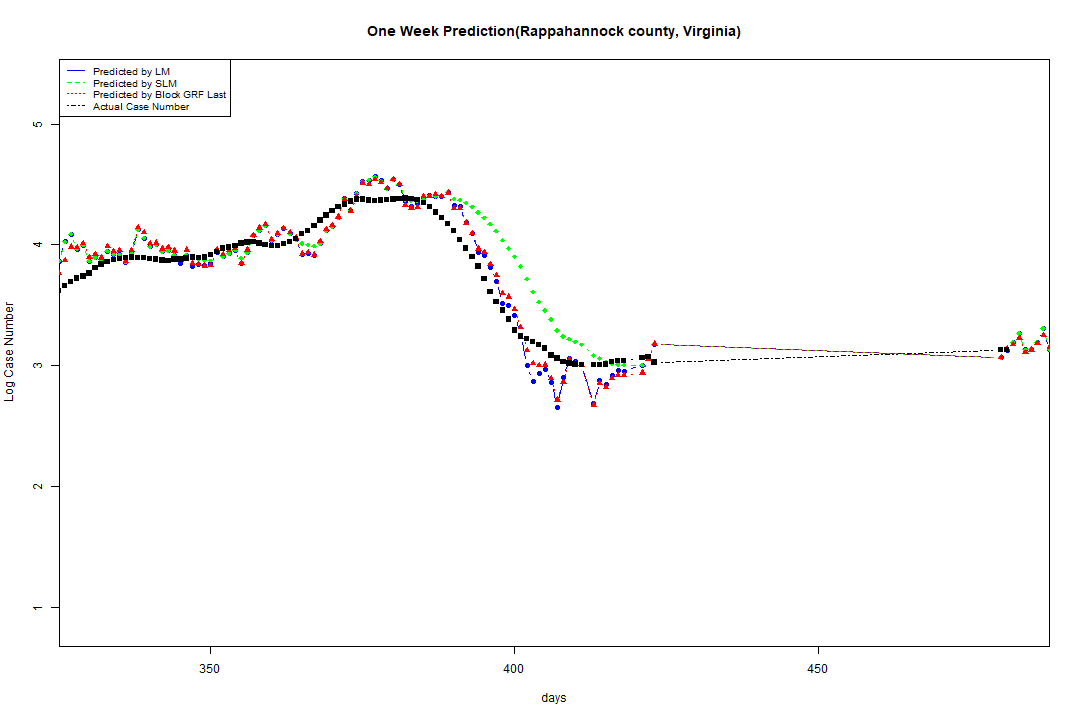 One Week Prediction(Rappahannock county, Virginia)
Predicted by LM
Predicted by SLM
Predicted by Block GRF Last
Actual Case Number
5
4
3
2
1
Log Case Number
350
400
450
days